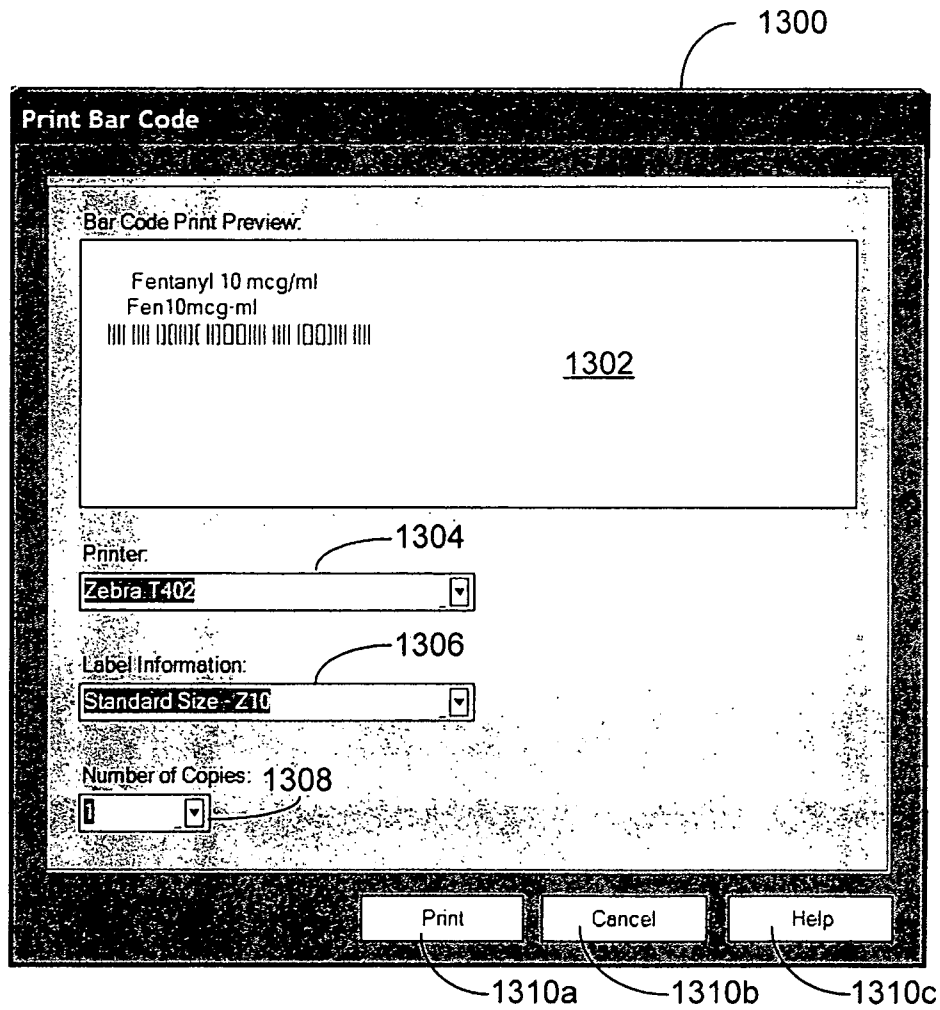 1300
Print Bar Code
Bar Code Print Preview:
Fentanyl 10 mcg/ml
Fen10mcg-ml
1302
1304
Printer:
Zebra T402
1306
Label Information:
Standard Size - Z10
Number of Copies: 1308
1
Print Cancel Help
1310a 1310b 1310c